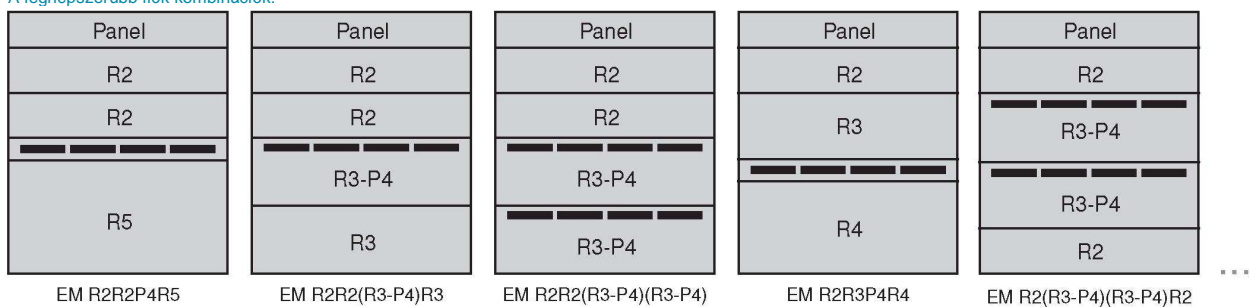 A legnépszerűbb fiók kombinációk:
Panel
R2
R2
R5
EM R2R2P4R5
Panel
R2
R2
R3-P4
R3
EM R2R2(R3-P4)R3
Panel
R2
R2
R3-P4
R3-P4
EM R2R2(R3-P4)(R3-P4)
Panel
R2
R3
R4
EM R2R3P4R4
Panel
R2
R3-P4
R3-P4
R2
EM R2(R3-P4)(R3-P4)R2
...